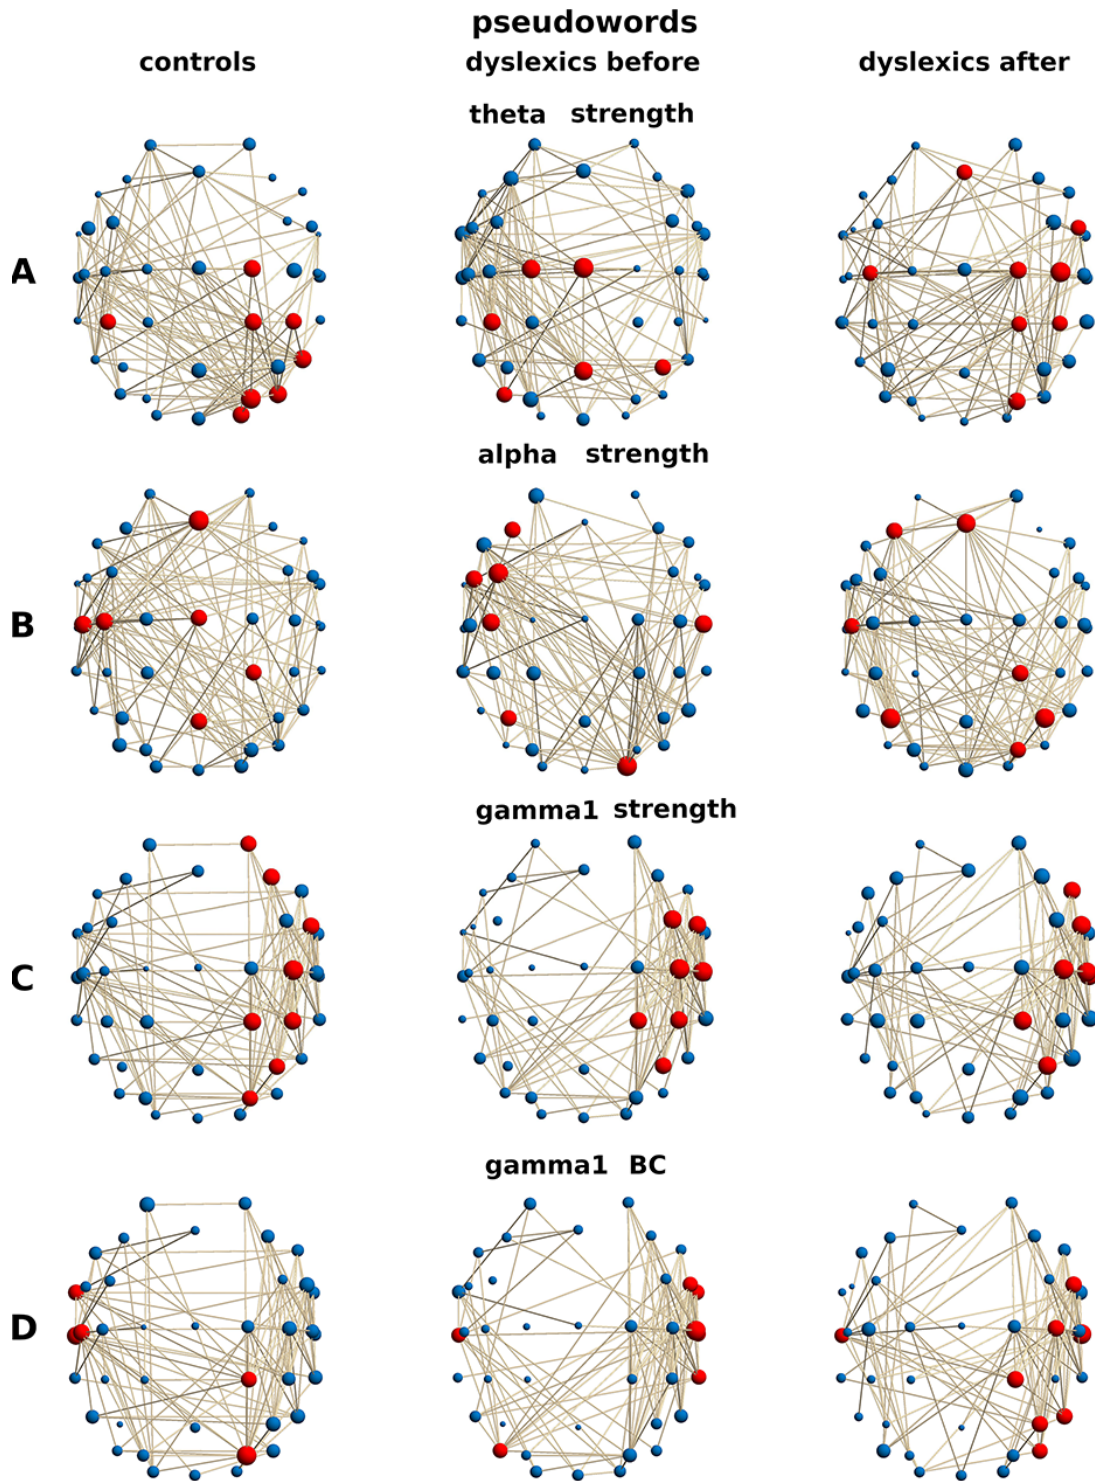 pseudowords
controls dyslexics before dyslexics after
theta strength
A
alpha strength
B
gamma1 strength
C
gamma1 BC
D